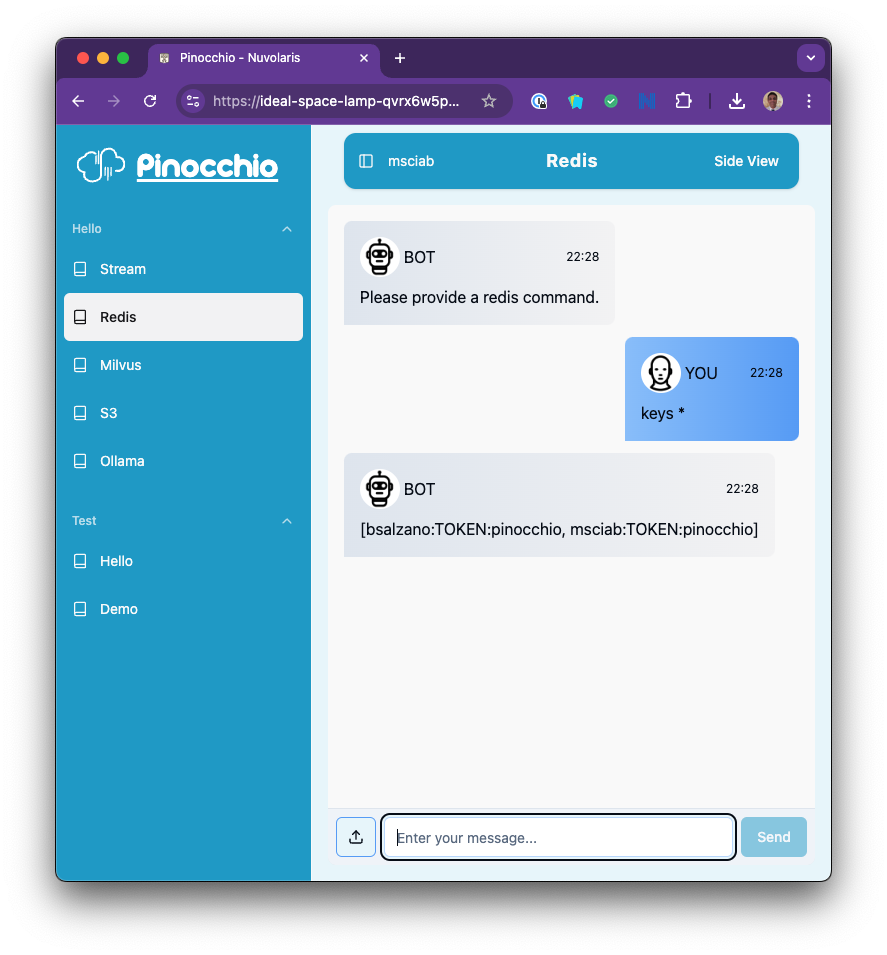 Pinocchio - Nuvolaris
https://ideal-space-lamp-qvrx6w5p...
Pinocchio
Hello
Stream
Redis
Milvus
S3
Ollama
Test
Hello
Demo
msciab
Redis
Side View
BOT
22:28
Please provide a redis command.
YOU
22:28
keys *
BOT
22:28
[bsalzano:TOKEN:pinocchio, msciab:TOKEN:pinocchio]
Enter your message...
Send